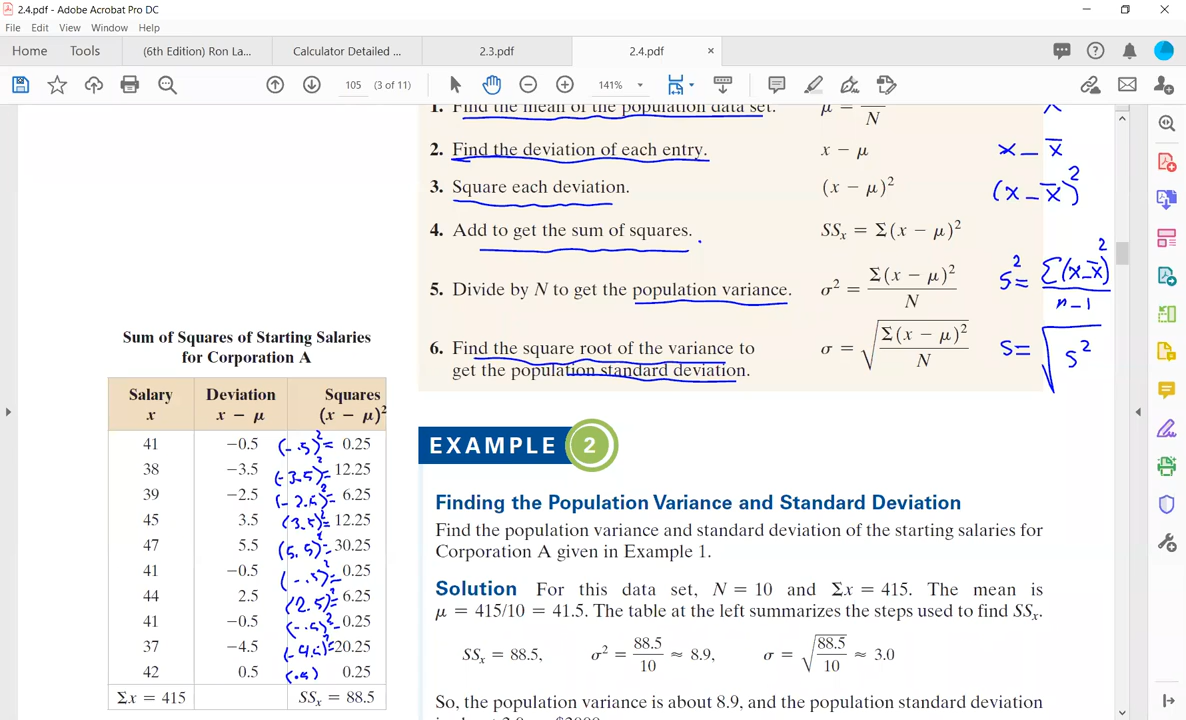 2.4.pdf - Adobe Acrobat Pro DC
File Edit View Window Help
Home Tools (6th Edition) Ron La... Calculator Detailed ... 2.3.pdf 2.4.pdf ×
105 (3 of 11) 141%
1. Find the mean of the population data set. μ = N
2. Find the deviation of each entry. x − μ x − x̄
3. Square each deviation. (x − μ)² (x − x̄)²
4. Add to get the sum of squares. SSₓ = Σ(x − μ)²
5. Divide by N to get the population variance. σ² = Σ(x − μ)² / N s² = Σ(x − x̄)² / n−1
6. Find the square root of the variance to
get the population standard deviation. σ = √(Σ(x − μ)² / N) s = √s²
Sum of Squares of Starting Salaries
for Corporation A
Salary Deviation Squares
x x − μ (x − μ)²
41 −0.5 (−.5)² = 0.25
38 −3.5 (−3.5)² = 12.25
39 −2.5 (−2.5)² = 6.25
45 3.5 (3.5)² = 12.25
47 5.5 (5.5)² = 30.25
41 −0.5 (−.5)² = 0.25
44 2.5 (2.5)² = 6.25
41 −0.5 (−.5)² = 0.25
37 −4.5 (−4.5)² = 20.25
42 0.5 (.5) 0.25
Σx = 415 SSₓ = 88.5
EXAMPLE 2
Finding the Population Variance and Standard Deviation
Find the population variance and standard deviation of the starting salaries for
Corporation A given in Example 1.
Solution For this data set, N = 10 and Σx = 415. The mean is
μ = 415/10 = 41.5. The table at the left summarizes the steps used to find SSₓ.
SSₓ = 88.5, σ² = 88.5 / 10 ≈ 8.9, σ = √(88.5 / 10) ≈ 3.0
So, the population variance is about 8.9, and the population standard deviation